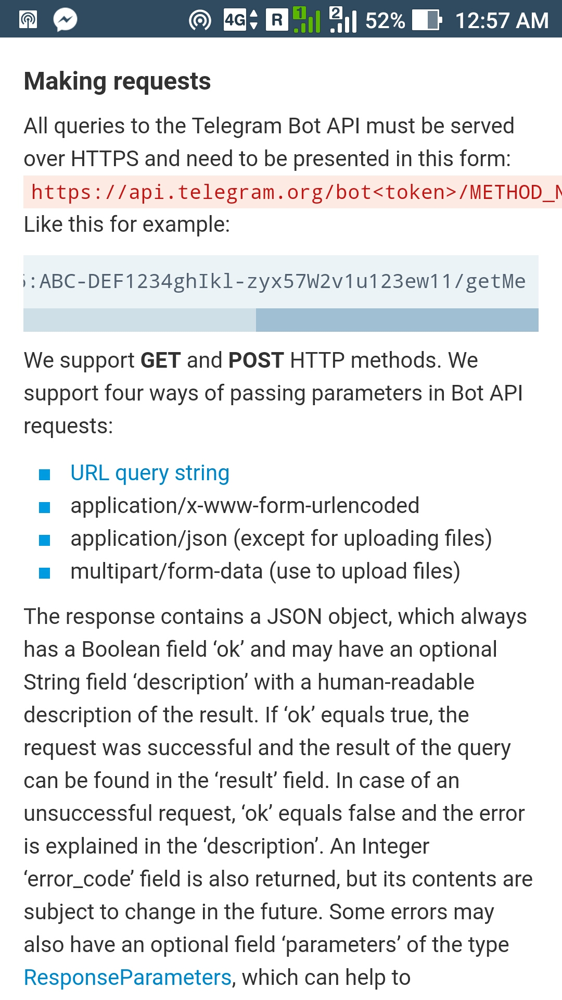 4G R 1 2 52% 12:57 AM
Making requests
All queries to the Telegram Bot API must be served
over HTTPS and need to be presented in this form:
https://api.telegram.org/bot<token>/METHOD_
Like this for example:
:ABC-DEF1234ghIkl-zyx57W2v1u123ew11/getMe
We support GET and POST HTTP methods. We
support four ways of passing parameters in Bot API
requests:
URL query string
application/x-www-form-urlencoded
application/json (except for uploading files)
multipart/form-data (use to upload files)
The response contains a JSON object, which always
has a Boolean field ‘ok’ and may have an optional
String field ‘description’ with a human-readable
description of the result. If ‘ok’ equals true, the
request was successful and the result of the query
can be found in the ‘result’ field. In case of an
unsuccessful request, ‘ok’ equals false and the error
is explained in the ‘description’. An Integer
‘error_code’ field is also returned, but its contents are
subject to change in the future. Some errors may
also have an optional field ‘parameters’ of the type
ResponseParameters, which can help to